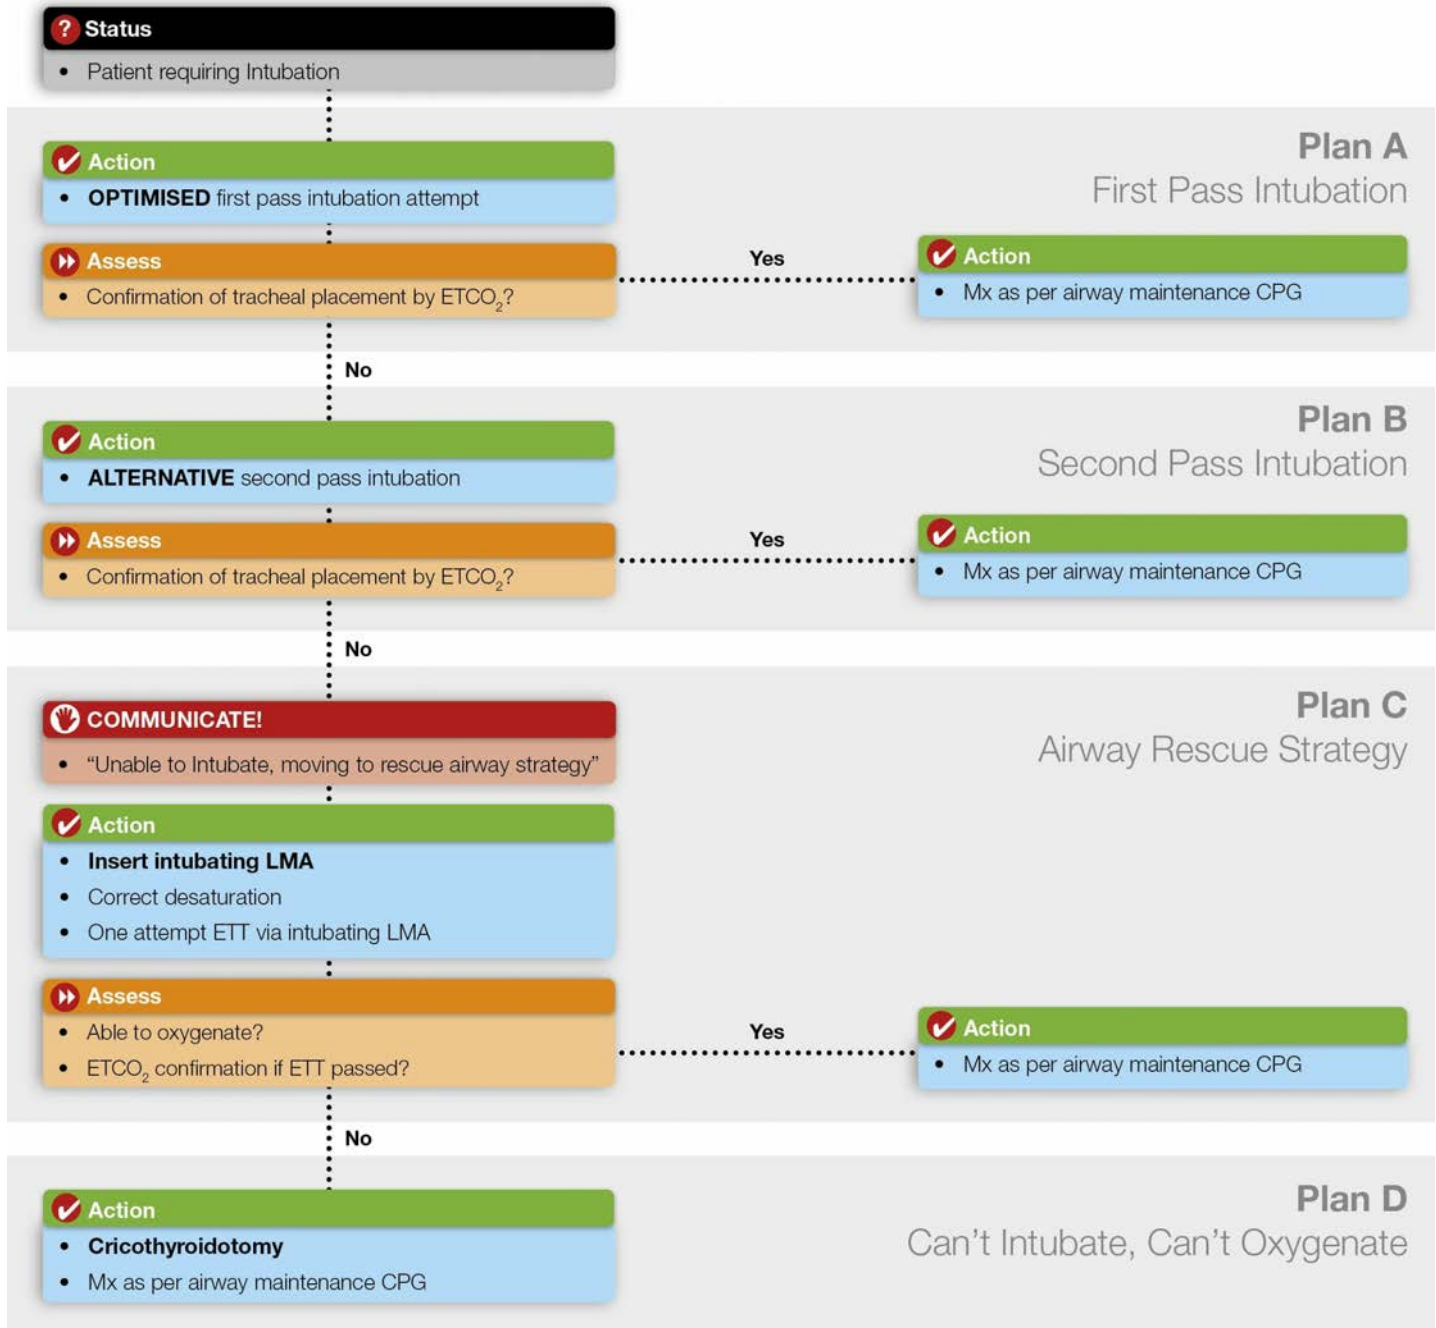 ? Status
• Patient requiring Intubation
Plan A
First Pass Intubation
Action
• OPTIMISED first pass intubation attempt
Assess
• Confirmation of tracheal placement by ETCO₂?
Yes
Action
• Mx as per airway maintenance CPG
No
Plan B
Second Pass Intubation
Action
• ALTERNATIVE second pass intubation
Assess
• Confirmation of tracheal placement by ETCO₂?
Yes
Action
• Mx as per airway maintenance CPG
No
Plan C
Airway Rescue Strategy
COMMUNICATE!
• “Unable to Intubate, moving to rescue airway strategy”
Action
• Insert intubating LMA
• Correct desaturation
• One attempt ETT via intubating LMA
Assess
• Able to oxygenate?
• ETCO₂ confirmation if ETT passed?
Yes
Action
• Mx as per airway maintenance CPG
No
Plan D
Can’t Intubate, Can’t Oxygenate
Action
• Cricothyroidotomy
• Mx as per airway maintenance CPG